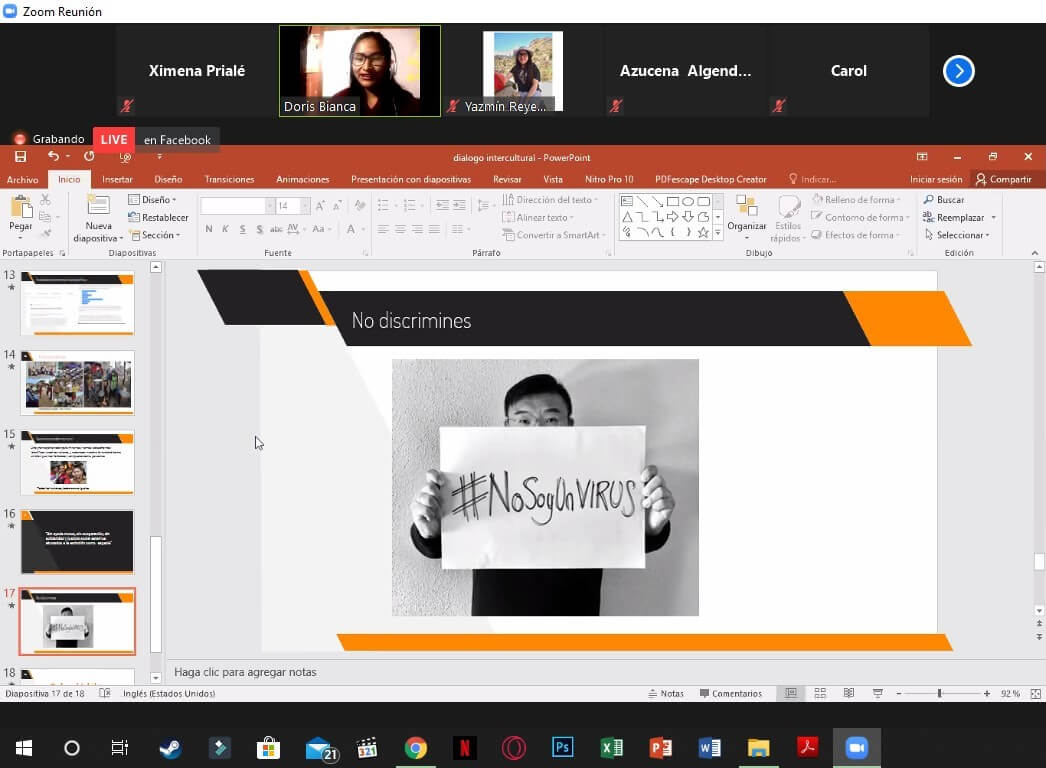 Zoom Reunión
Ximena Prialé
Doris Bianca
Yazmín Reye...
Azucena Algend...
Carol
Grabando
LIVE en Facebook
dialogo intercultural - PowerPoint
Archivo Inicio Insertar Diseño Transiciones Animaciones Presentación con diapositivas Revisar Vista Nitro Pro 10 PDFescape Desktop Creator Indicar... Iniciar sesión Compartir
Pegar
Nueva diapositiva
Diseño
Restablecer
Sección
14
N K S S abc AV Aa A
Dirección del texto
Alinear texto
Convertir a SmartArt
Organizar
Estilos rápidos
Relleno de forma
Contorno de forma
Efectos de forma
Buscar
Reemplazar
Seleccionar
Portapapeles Diapositivas Fuente Párrafo Dibujo Edición
13
14
15
16
17
18
No discrimines
#NoSoyUnVIRUS
Haga clic para agregar notas
Diapositiva 17 de 18 Inglés (Estados Unidos) Notas Comentarios 92 %
21
321
N
Ps